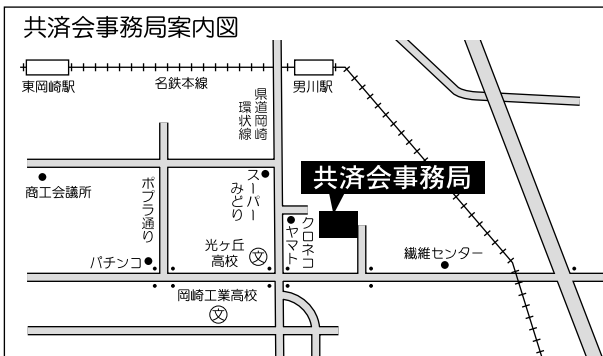 共済会事務局案内図
東岡崎駅
名鉄本線
男川駅
県道岡崎
環状線
共済会事務局
商工会議所
ポプラ通り
スーパー
みどり
クロネコ
ヤマト
光ヶ丘
高校
文
パチンコ
繊維センター
岡崎工業高校
文